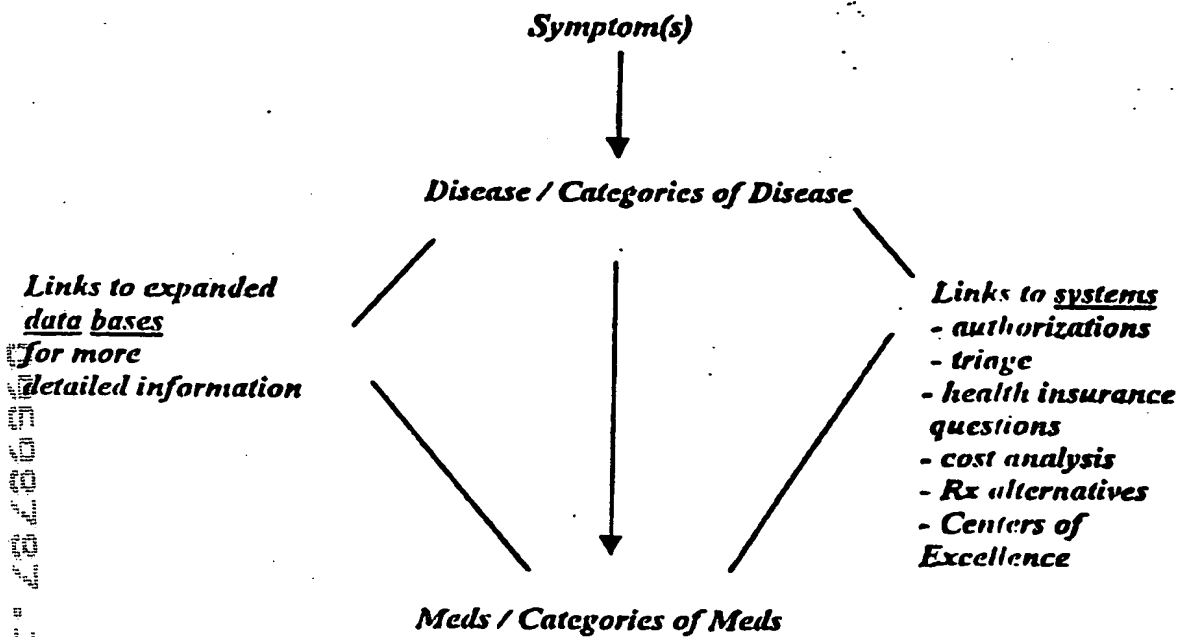 Symptom(s)
Disease / Categories of Disease
Links to expanded
data bases
for more
detailed information
Links to systems
- authorizations
- triage
- health insurance
questions
- cost analysis
- Rx alternatives
- Centers of
Excellence
Meds / Categories of Meds